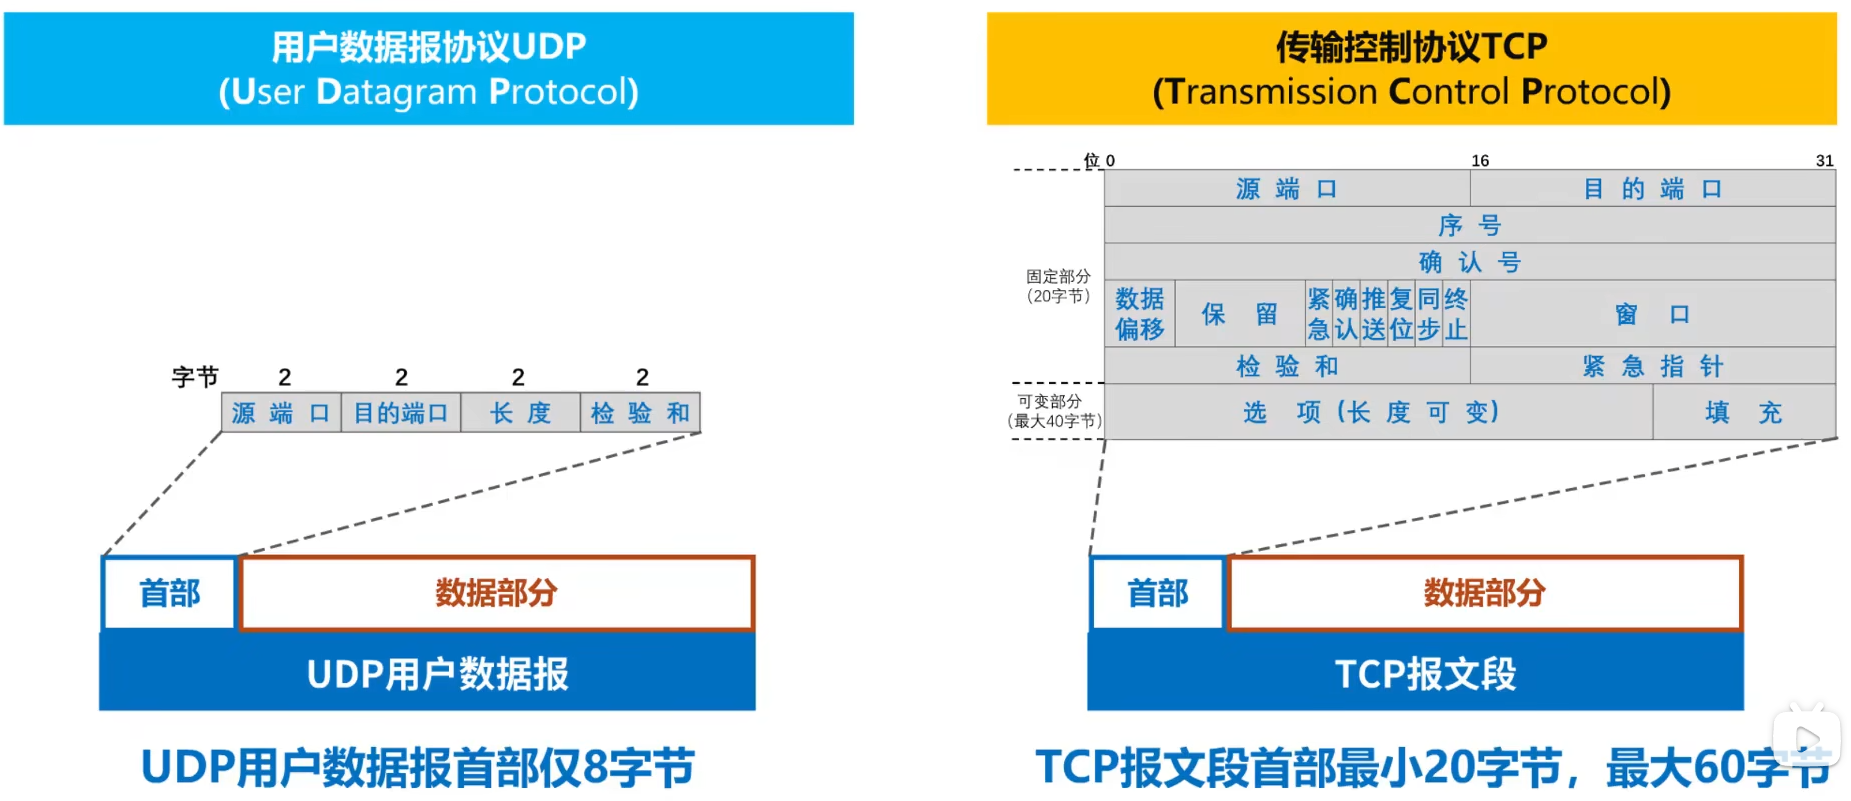 用户数据报协议UDP
(User Datagram Protocol)
字节 2 2 2 2
源端口 目的端口 长度 检验和
首部 数据部分
UDP用户数据报
UDP用户数据报首部仅8字节
传输控制协议TCP
(Transmission Control Protocol)
位 0 16 31
源端口 目的端口
序号
确认号
固定部分
(20字节)
数据偏移 保留 紧急 确认 推送 复位 同步 终止 窗口
检验和 紧急指针
可变部分
(最大40字节)
选项(长度可变) 填充
首部 数据部分
TCP报文段
TCP报文段首部最小20字节，最大60字节